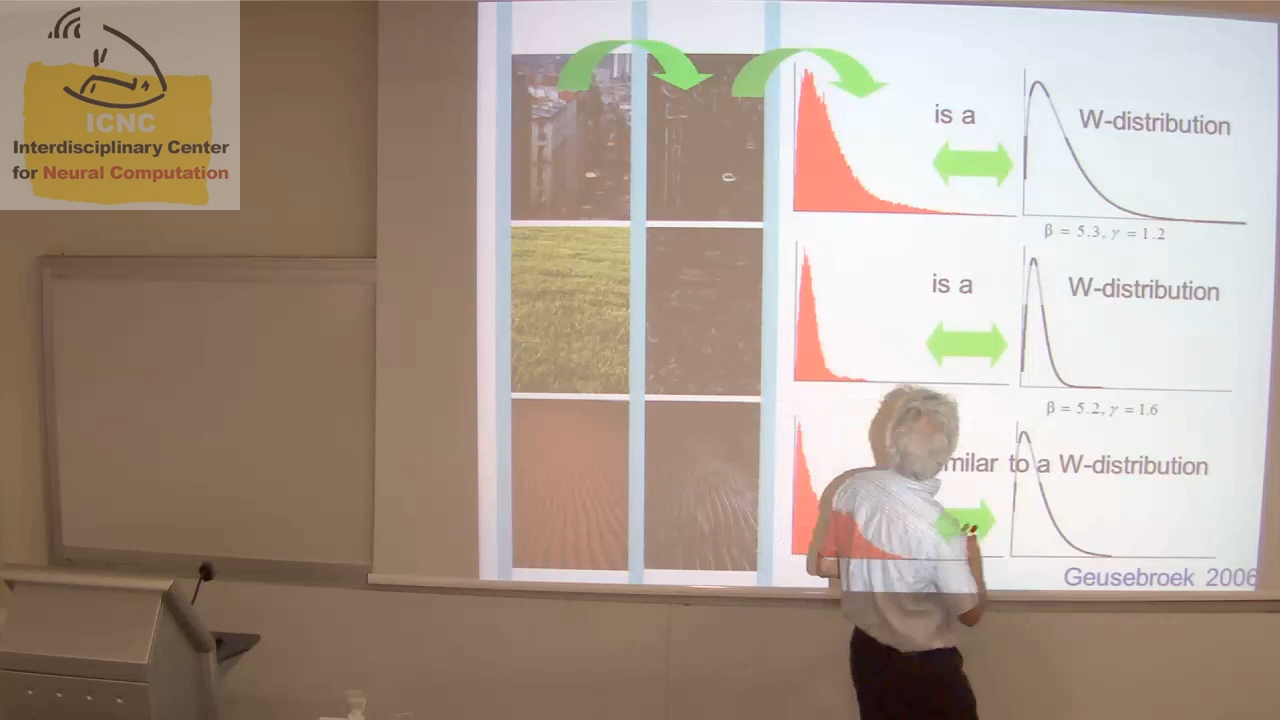 ICNC
Interdisciplinary Center
for Neural Computation
is a
W-distribution
β = 5.3, γ = 1.2
is a
W-distribution
β = 5.2, γ = 1.6
to a W-distribution
Geusebroek 2006